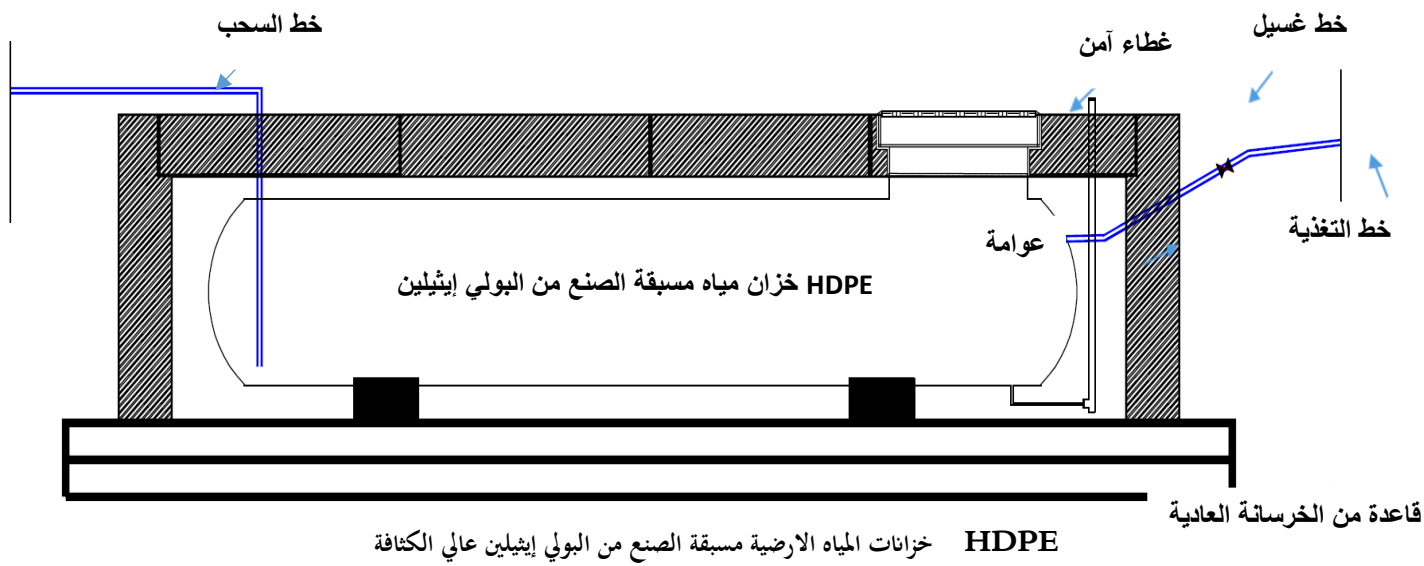 خط السحب
غطاء آمن
خط غسيل
خط التغذية
عوامة
HDPE خزان مياه مسبقة الصنع من البولي إيثيلين
قاعدة من الخرسانة العادية
HDPE خزانات المياه الارضية مسبقة الصنع من البولي إيثيلين عالي الكثافة